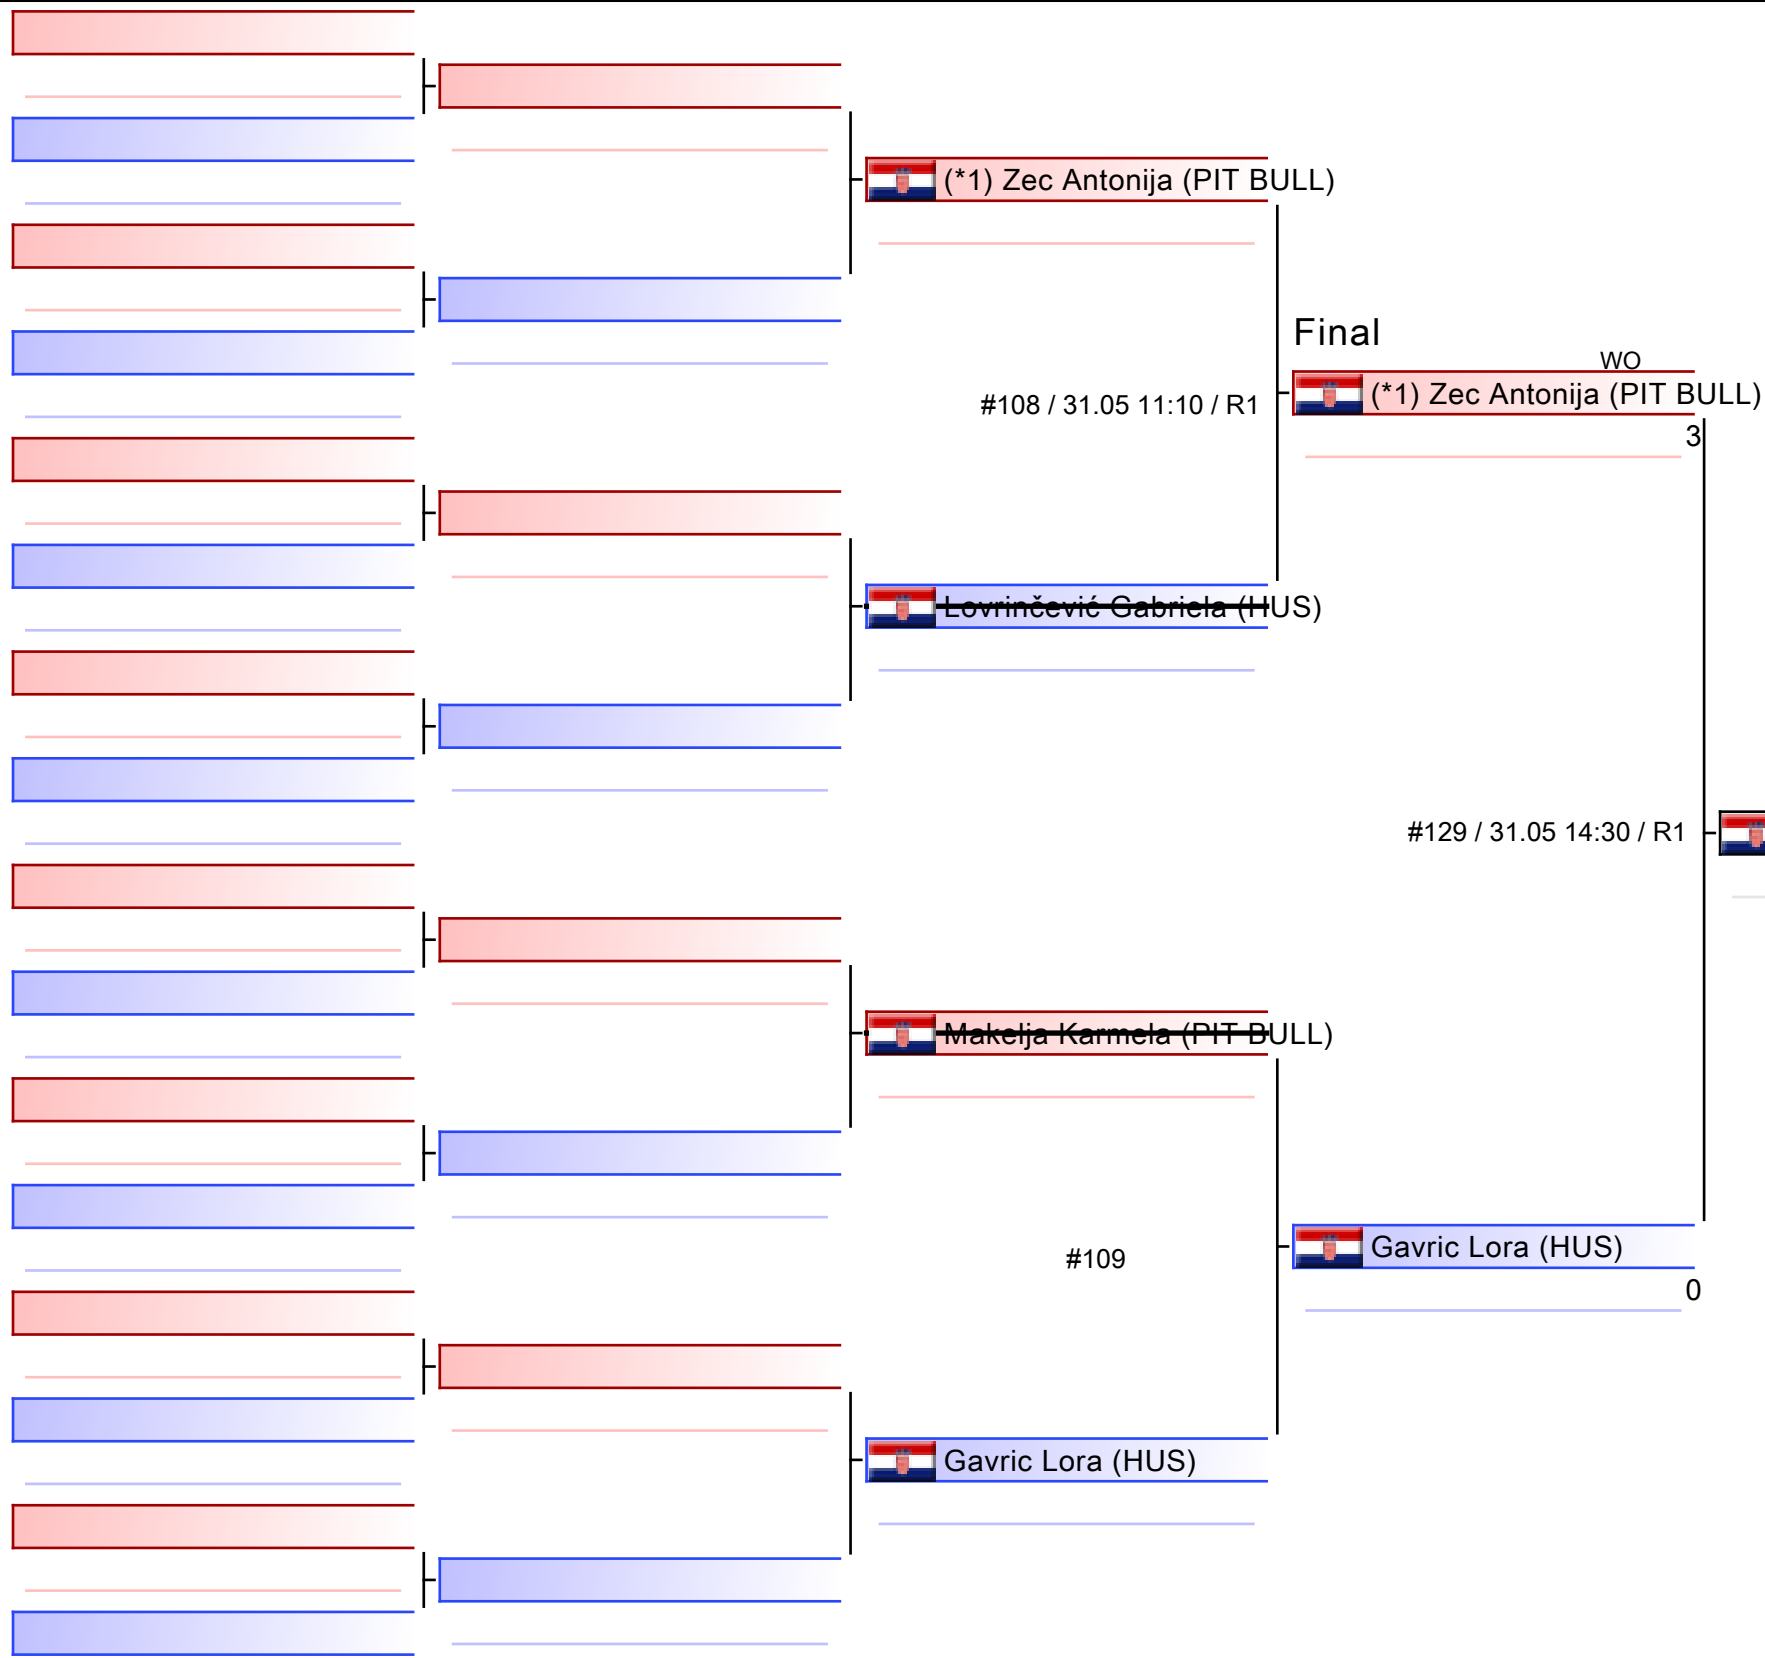 (*1) Zec Antonija (PIT BULL)
Final
WO
#108 / 31.05 11:10 / R1
(*1) Zec Antonija (PIT BULL)
3
Lovrinčević Gabriela (HUS)
#129 / 31.05 14:30 / R1
Makelja Karmela (PIT BULL)
#109
Gavric Lora (HUS)
0
Gavric Lora (HUS)